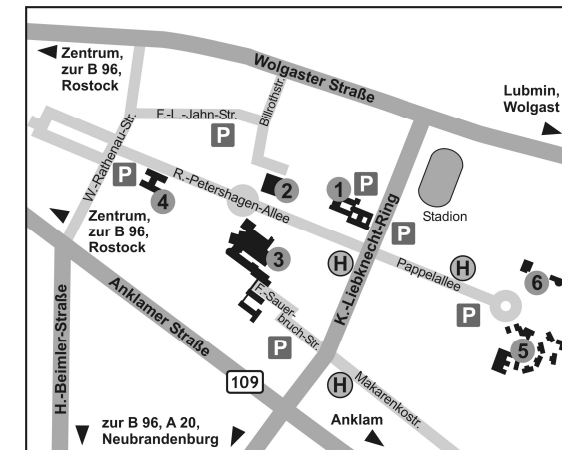 Zentrum,
zur B 96,
Rostock
Wolgaster Straße
Lubmin,
Wolgast
F.-L.-Jahn-Str.
Billrothstr.
P
W.-Rathenau-Str.
P
4
R.-Petershagen-Allee
2
1
P
Stadion
Zentrum,
zur B 96,
Rostock
3
H
P
K.-Liebknecht-Ring
Pappelallee
H
6
P
5
Anklamer Straße
F.-Sauer-
bruch-Str.
P
H.-Beimler-Straße
109
H
Makarenkostr.
Anklam
zur B 96, A 20,
Neubrandenburg